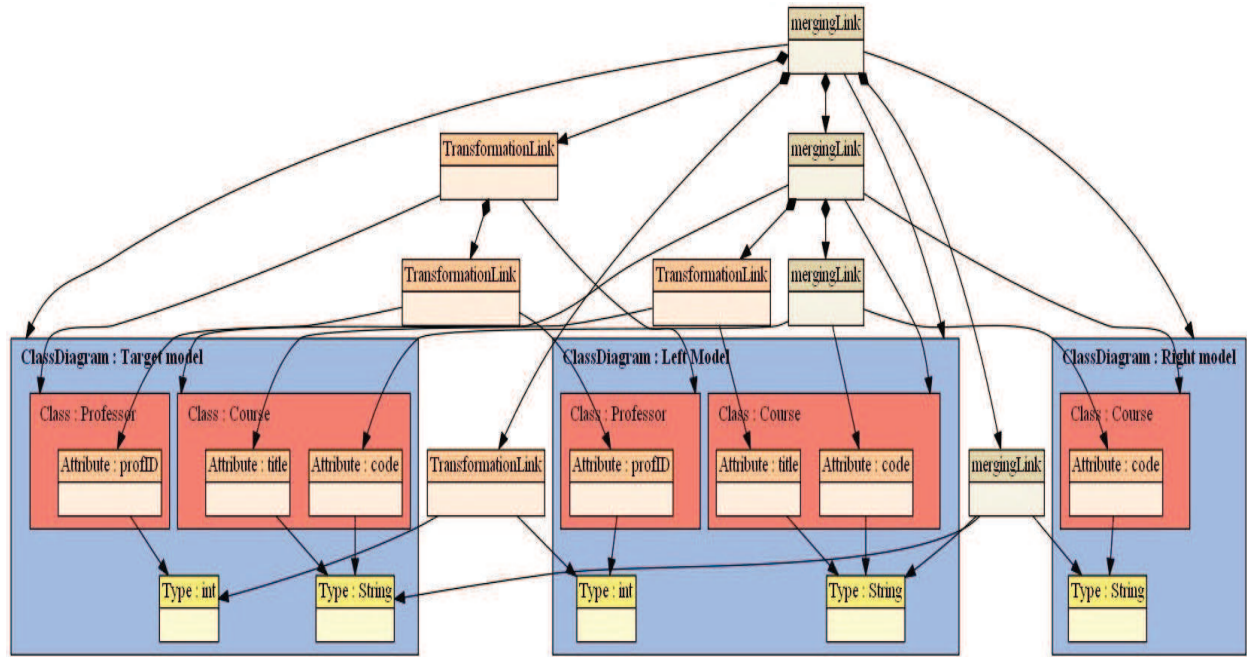 mergingLink
TransformationLink
mergingLink
TransformationLink
TransformationLink
mergingLink
ClassDiagram : Target model
ClassDiagram : Left Model
ClassDiagram : Right model
Class : Professor
Class : Course
Class : Professor
Class : Course
Class : Course
Attribute : profID
Attribute : title
Attribute : code
TransformationLink
Attribute : profID
Attribute : title
Attribute : code
mergingLink
Attribute : code
Type : int
Type : String
Type : int
Type : String
Type : String